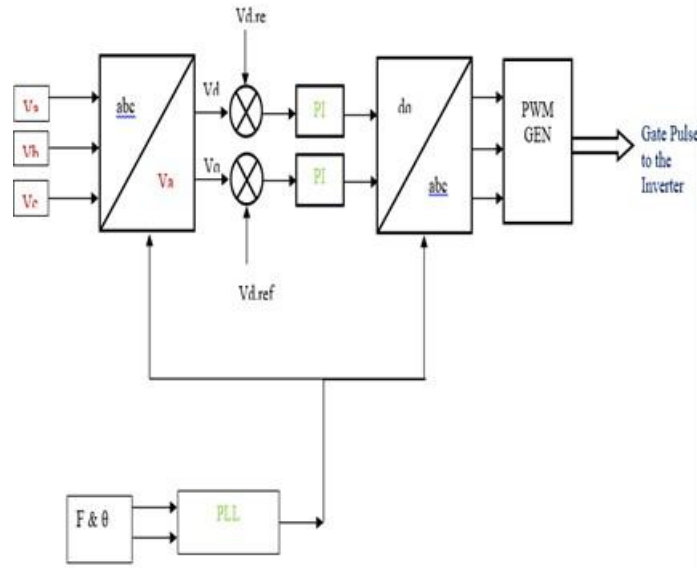 Vd.re
Va
Vb
Vc
abc
Va
Vd
Vq
PI
PI
dq
abc
PWM
GEN
Gate Pulse
to the
Inverter
Vd.ref
F & θ
PLL